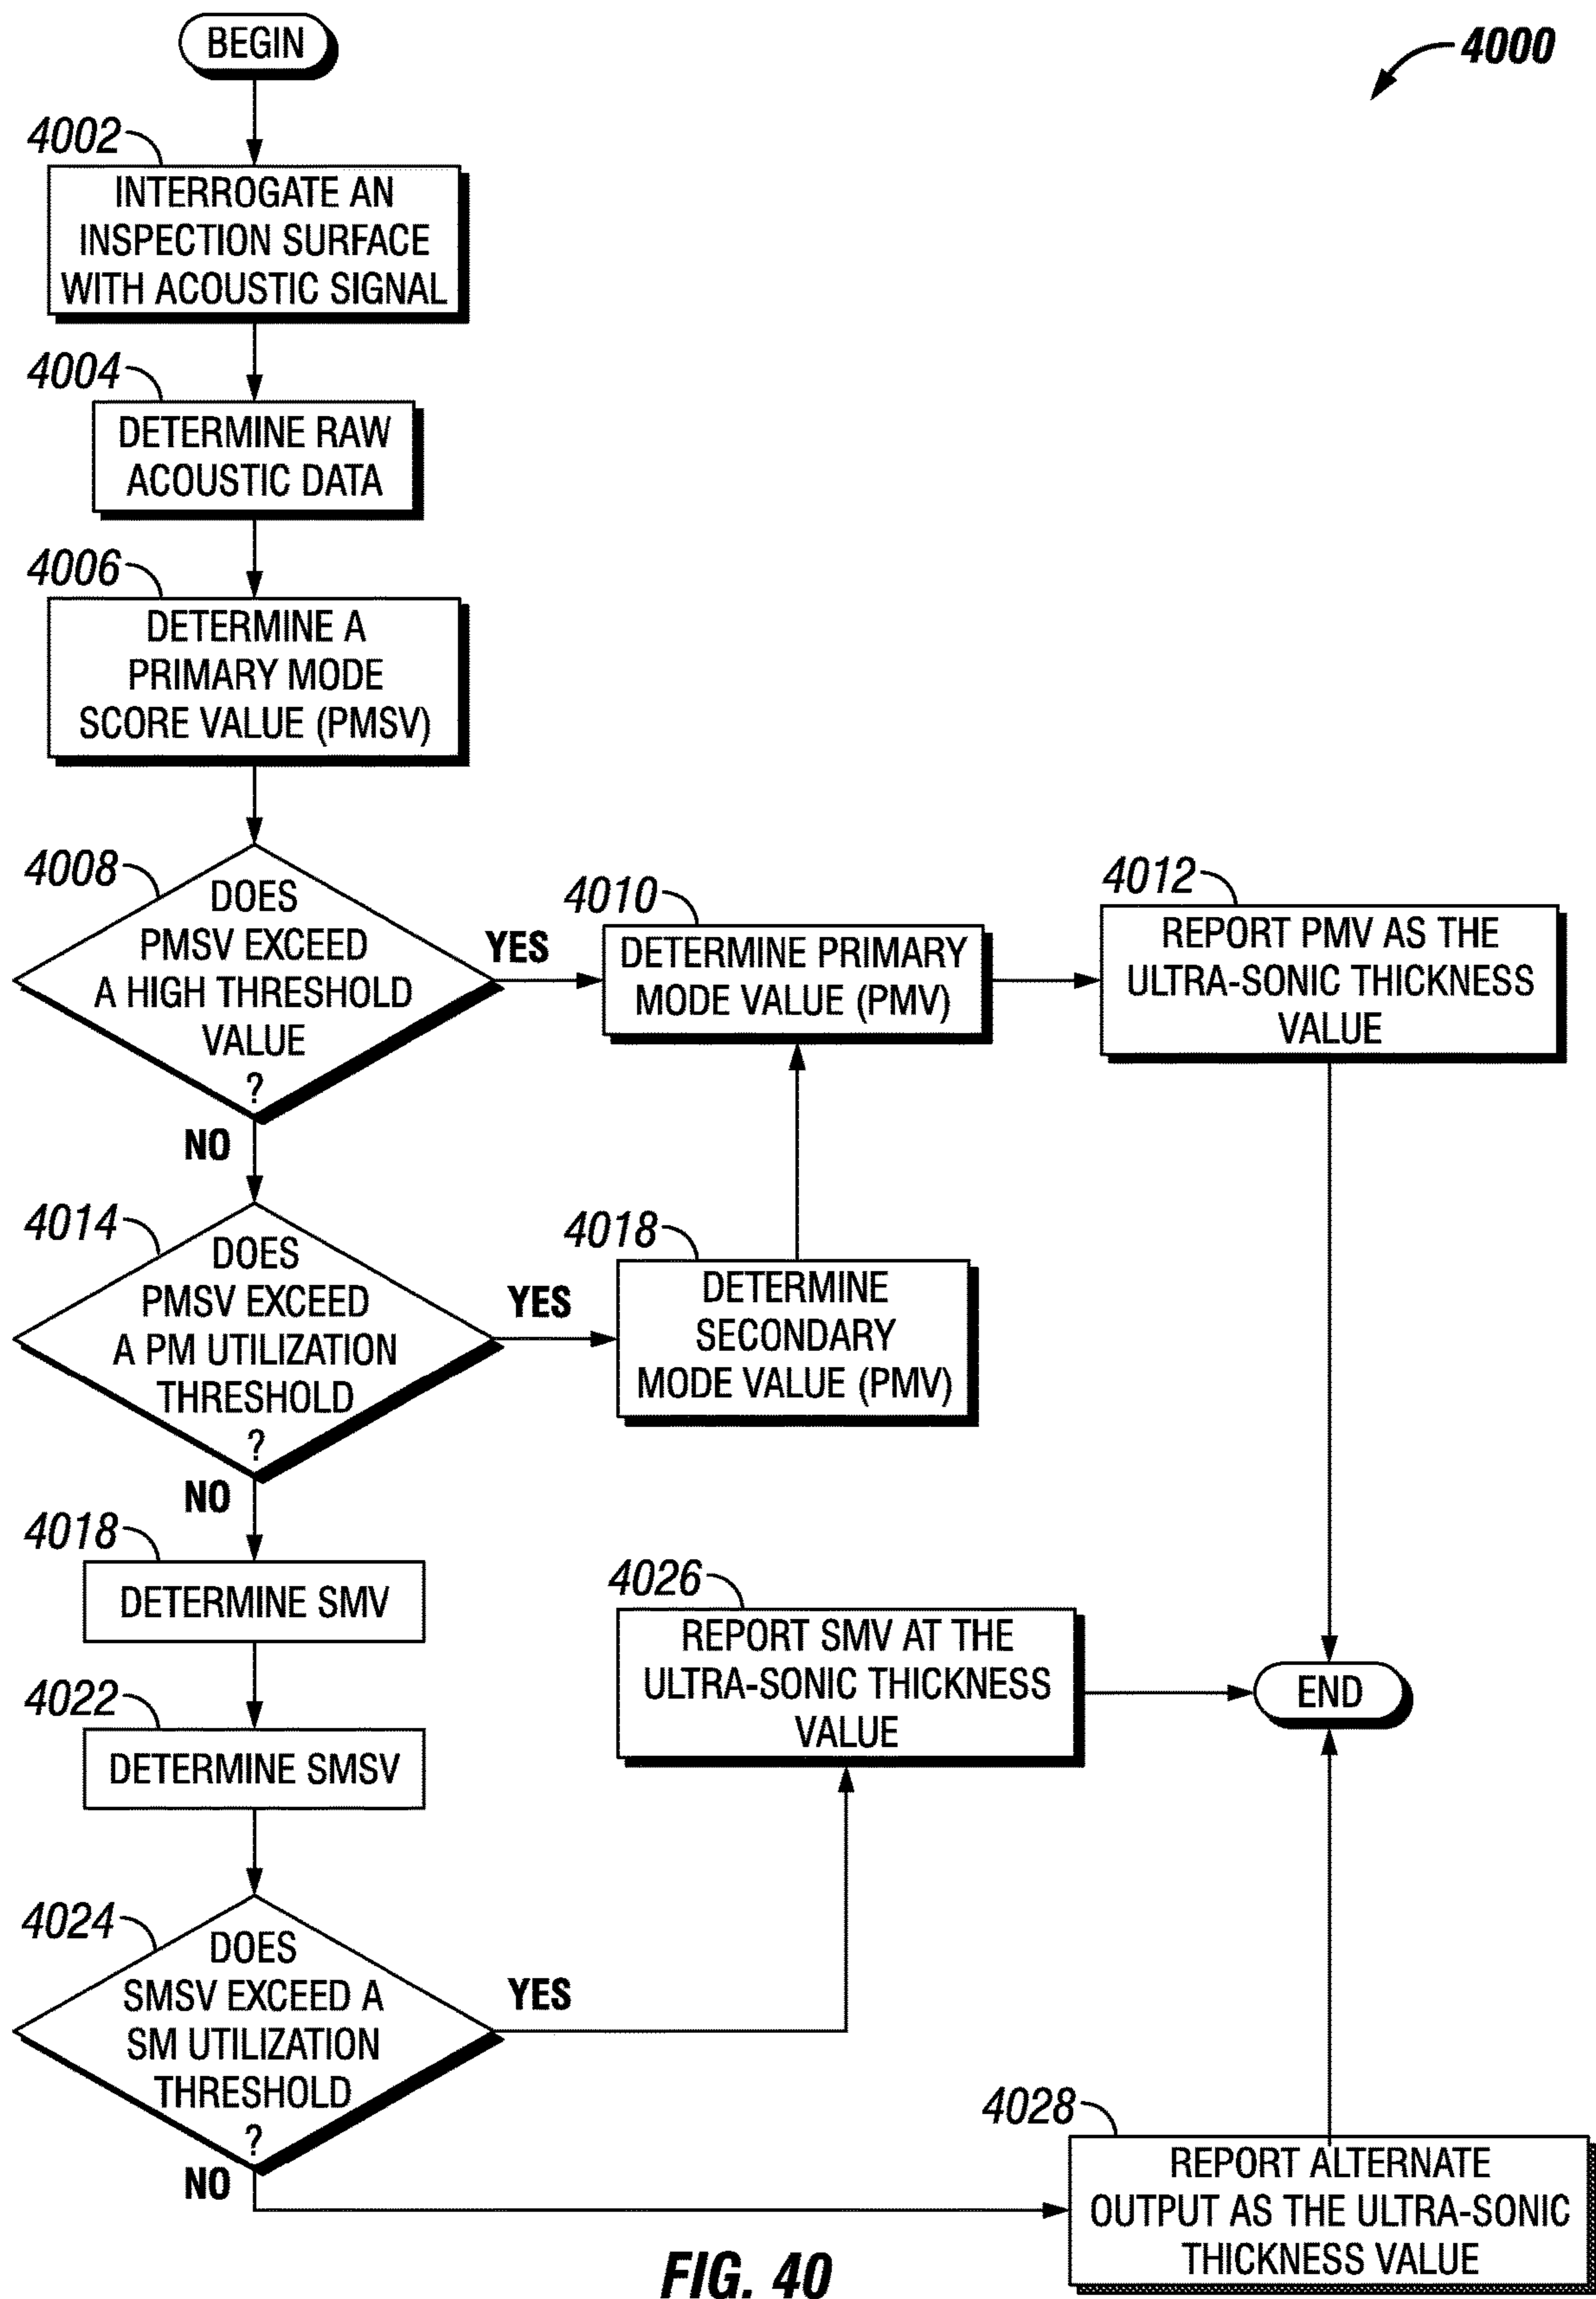 BEGIN
4000
4002
INTERROGATE AN
INSPECTION SURFACE
WITH ACOUSTIC SIGNAL
4004
DETERMINE RAW
ACOUSTIC DATA
4006
DETERMINE A
PRIMARY MODE
SCORE VALUE (PMSV)
4008
DOES
PMSV EXCEED
A HIGH THRESHOLD
VALUE
?
YES
NO
4010
DETERMINE PRIMARY
MODE VALUE (PMV)
4012
REPORT PMV AS THE
ULTRA-SONIC THICKNESS
VALUE
4014
DOES
PMSV EXCEED
A PM UTILIZATION
THRESHOLD
?
YES
NO
4018
DETERMINE
SECONDARY
MODE VALUE (PMV)
4018
DETERMINE SMV
4026
REPORT SMV AT THE
ULTRA-SONIC THICKNESS
VALUE
END
4022
DETERMINE SMSV
4024
DOES
SMSV EXCEED A
SM UTILIZATION
THRESHOLD
?
YES
NO
4028
REPORT ALTERNATE
OUTPUT AS THE ULTRA-SONIC
THICKNESS VALUE
FIG. 40